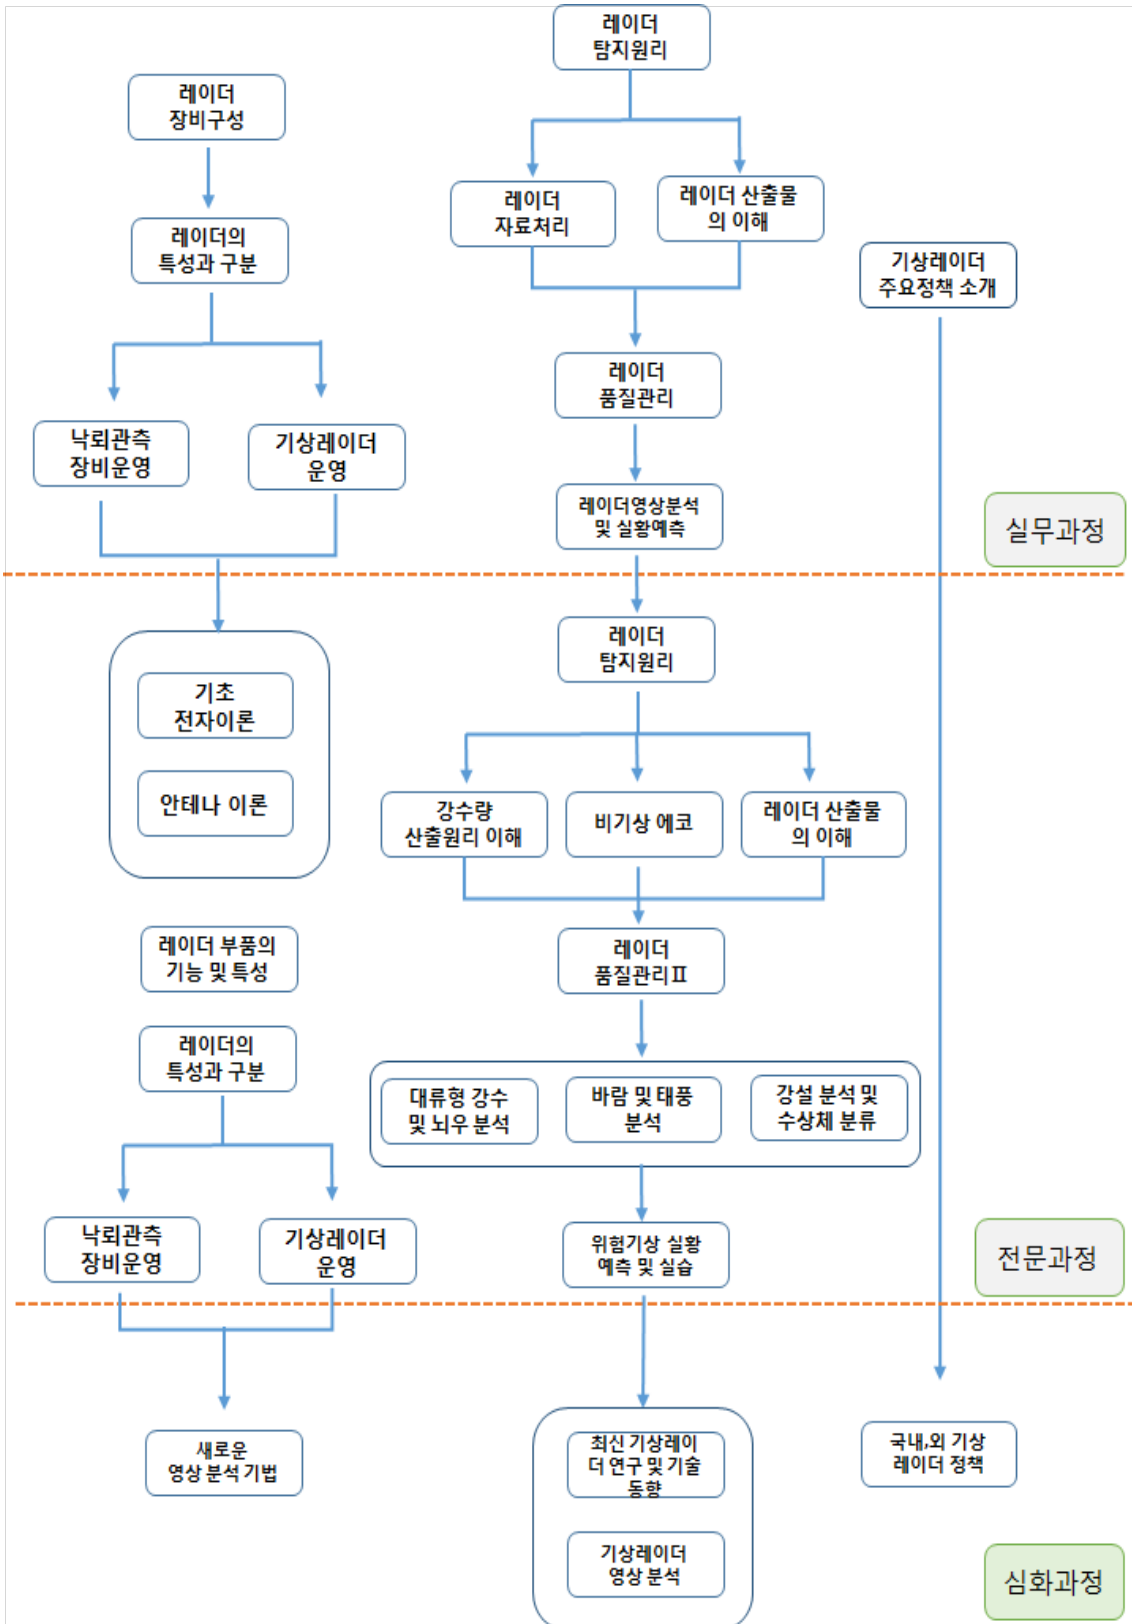 레이더
탐지원리
레이더
장비구성
레이더
자료처리
레이더 산출물
의 이해
레이더의
특성과 구분
기상레이더
주요정책 소개
레이더
품질관리
낙뢰관측
장비운영
기상레이더
운영
레이더영상분석
및 실황예측
실무과정
레이더
탐지원리
기초
전자이론
안테나 이론
강수량
산출원리 이해
비기상 에코
레이더 산출물
의 이해
레이더 부품의
기능 및 특성
레이더
품질관리Ⅱ
레이더의
특성과 구분
대류형 강수
및 뇌우 분석
바람 및 태풍
분석
강설 분석 및
수상체 분류
낙뢰관측
장비운영
기상레이더
운영
위험기상 실황
예측 및 실습
전문과정
새로운
영상 분석 기법
최신 기상레이
더 연구 및 기술
동향
국내,외 기상
레이더 정책
기상레이더
영상 분석
심화과정